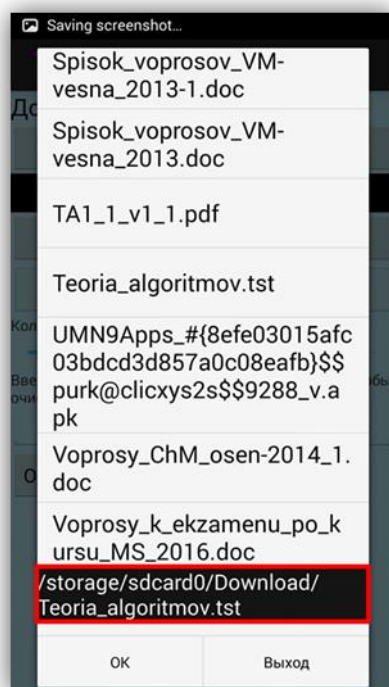 Saving screenshot...
Spisok_voprosov_VM-
vesna_2013-1.doc
Spisok_voprosov_VM-
vesna_2013.doc
TA1_1_v1_1.pdf
Teoria_algoritmov.tst
UMN9Apps_#{8efe03015afc
03bdcd3d857a0c08eafb}$$
purk@clicxys2s$$9288_v.a
pk
Voprosy_ChM_osen-2014_1.
doc
Voprosy_k_ekzamenu_po_k
ursu_MS_2016.doc
/storage/sdcard0/Download/
Teoria_algoritmov.tst
OK
Выход